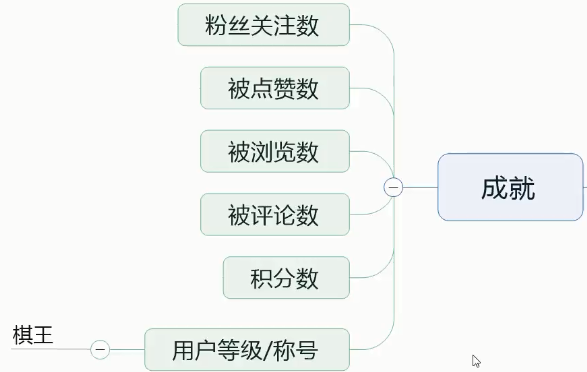 粉丝关注数
被点赞数
被浏览数
成就
被评论数
积分数
棋王
用户等级/称号